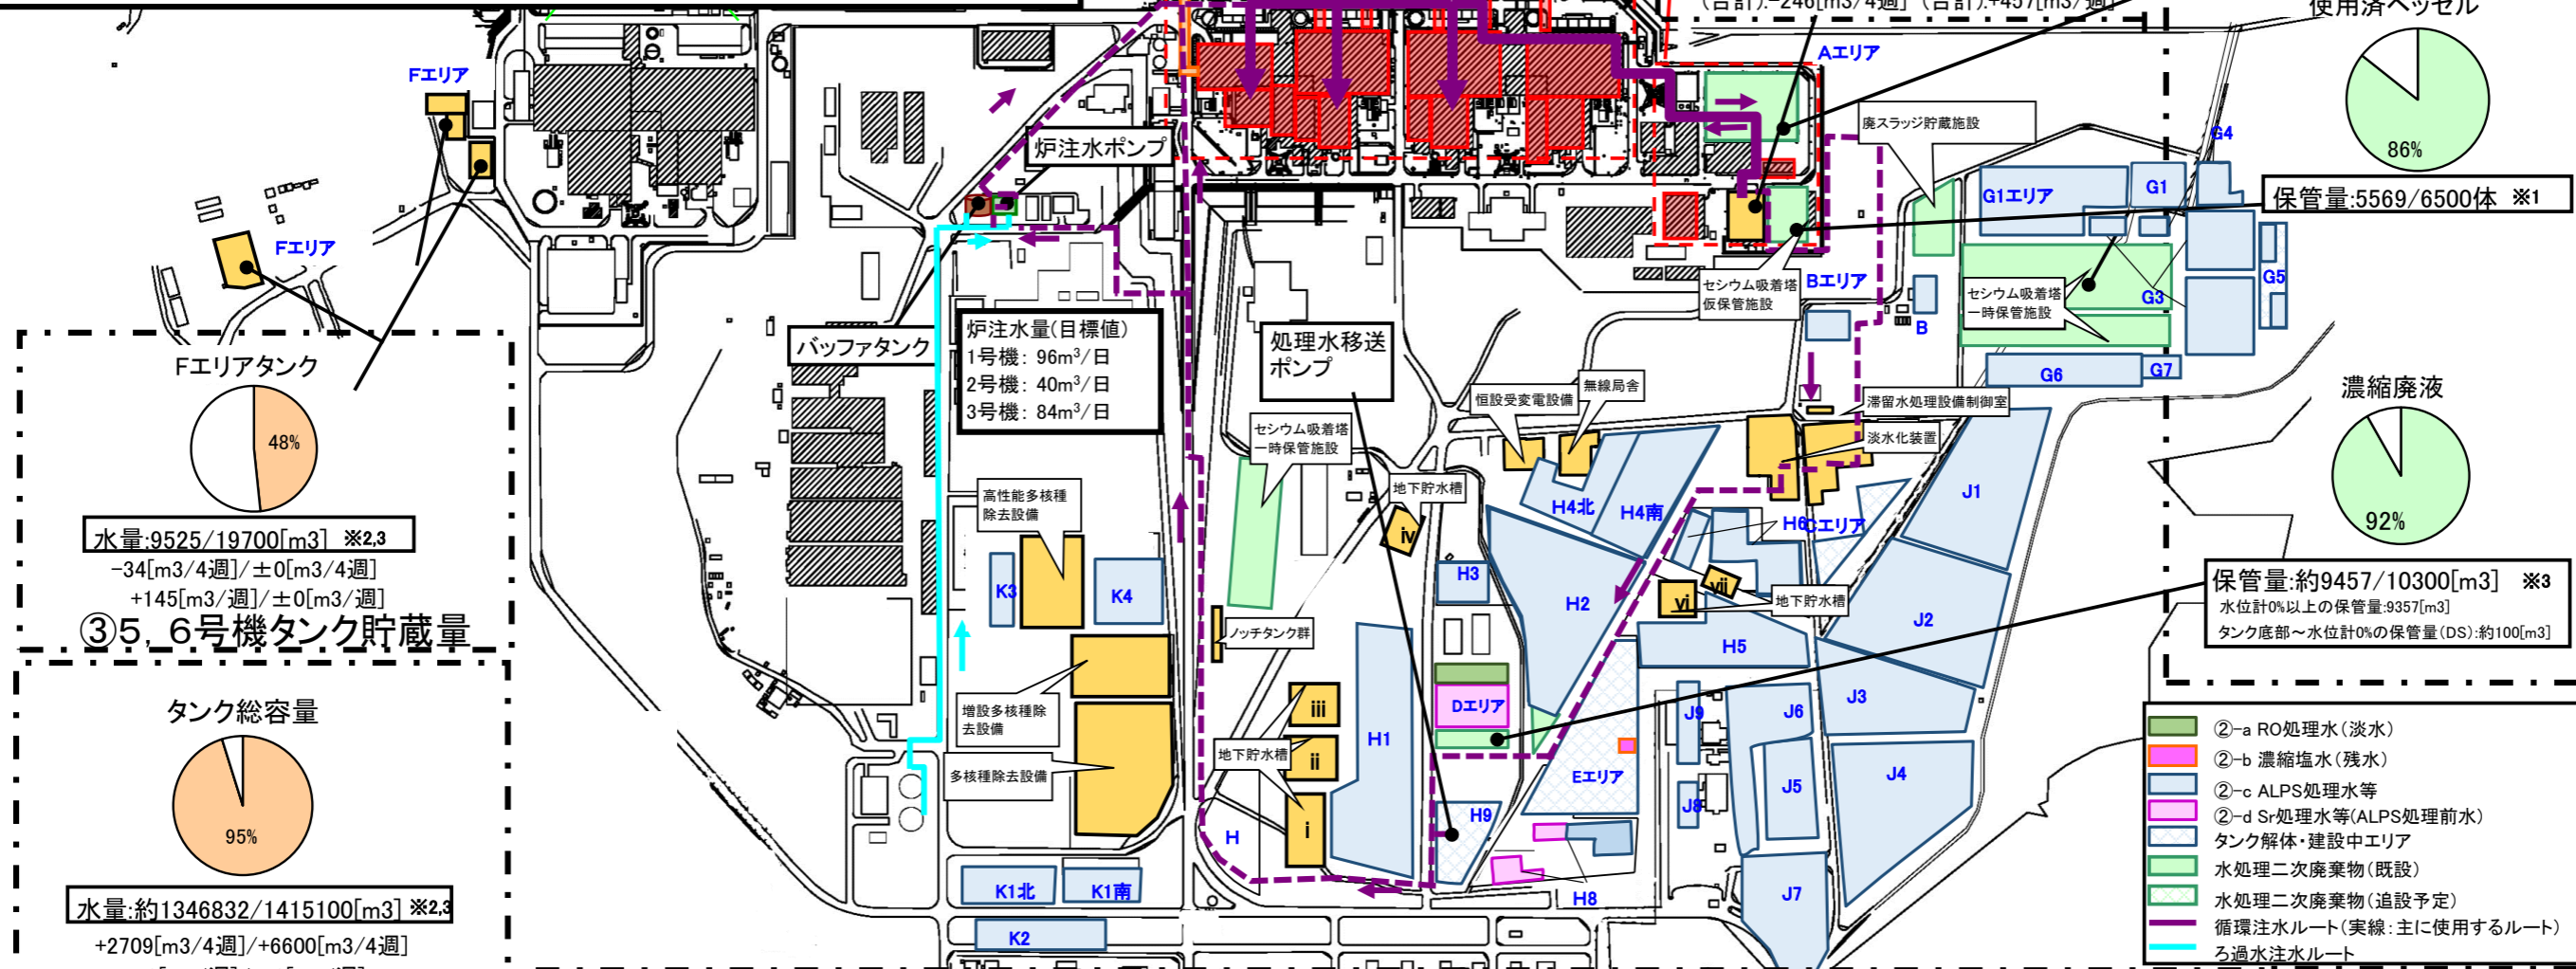 (合計):-246[m3/4週] (合計):+457[m3/週]
使用済ベッセル
86%
保管量:5569/6500体 ※1
Aエリア
Fエリア
Fエリア
廃スラッジ貯蔵施設
G4
G1エリア
G1
炉注水ポンプ
セシウム吸着塔
仮保管施設
Bエリア
B
セシウム吸着塔
一時保管施設
G3
G5
G6
G7
バッファタンク
炉注水量(目標値)
1号機: 96m³/日
2号機: 40m³/日
3号機: 84m³/日
処理水移送
ポンプ
恒設受変電設備
無線局舎
滞留水処理設備制御室
淡水化装置
Fエリアタンク
48%
水量:9525/19700[m3] ※2,3
-34[m3/4週]/±0[m3/4週]
+145[m3/週]/±0[m3/週]
③5, 6号機タンク貯蔵量
濃縮廃液
92%
保管量:約9457/10300[m3] ※3
水位計0%以上の保管量:9357[m3]
タンク底部~水位計0%の保管量(DS):約100[m3]
セシウム吸着塔
一時保管施設
地下貯水槽
iv
高性能多核種
除去設備
K3
K4
H4北
H4南
H6
Cエリア
J1
H3
H2
vi
vii
地下貯水槽
J2
ノッチタンク群
H5
増設多核種除
去設備
多核種除去設備
iii
ii
i
地下貯水槽
H1
Dエリア
Eエリア
J9
J6
J3
J5
J4
J8
H9
H
H8
J7
K1北
K1南
K2
タンク総容量
95%
水量:約1346832/1415100[m3] ※2,3
+2709[m3/4週]/+6600[m3/4週]
②-a RO処理水(淡水)
②-b 濃縮塩水(残水)
②-c ALPS処理水等
②-d Sr処理水等(ALPS処理前水)
タンク解体・建設中エリア
水処理二次廃棄物(既設)
水処理二次廃棄物(追設予定)
循環注水ルート(実線:主に使用するルート)
ろ過水注水ルート